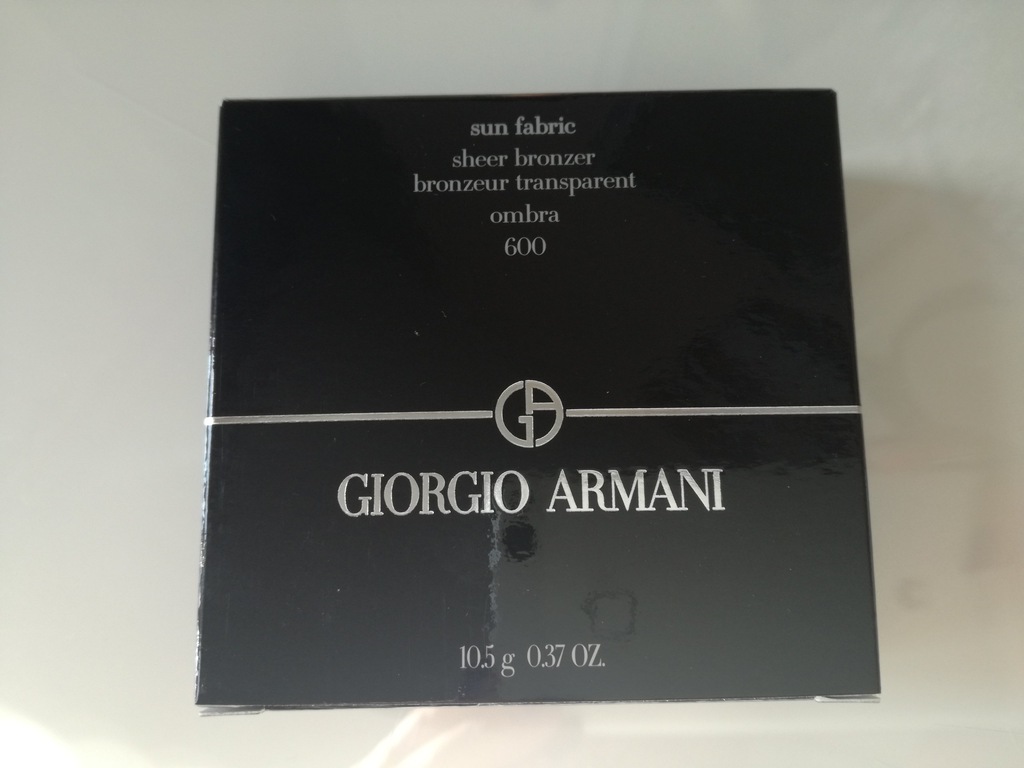 sun fabric
sheer bronzer
bronzeur transparent
ombra
600
GA
GIORGIO ARMANI
10.5 g 0.37 OZ.